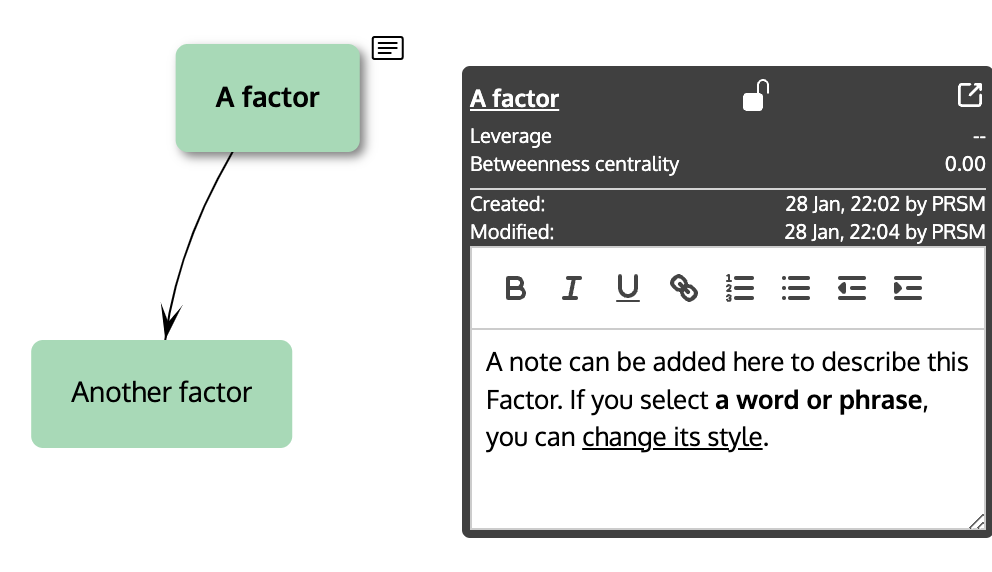 A factor
Another factor
A factor
Leverage --
Betweenness centrality 0.00
Created: 28 Jan, 22:02 by PRSM
Modified: 28 Jan, 22:04 by PRSM
B I U
A note can be added here to describe this
Factor. If you select a word or phrase,
you can change its style.